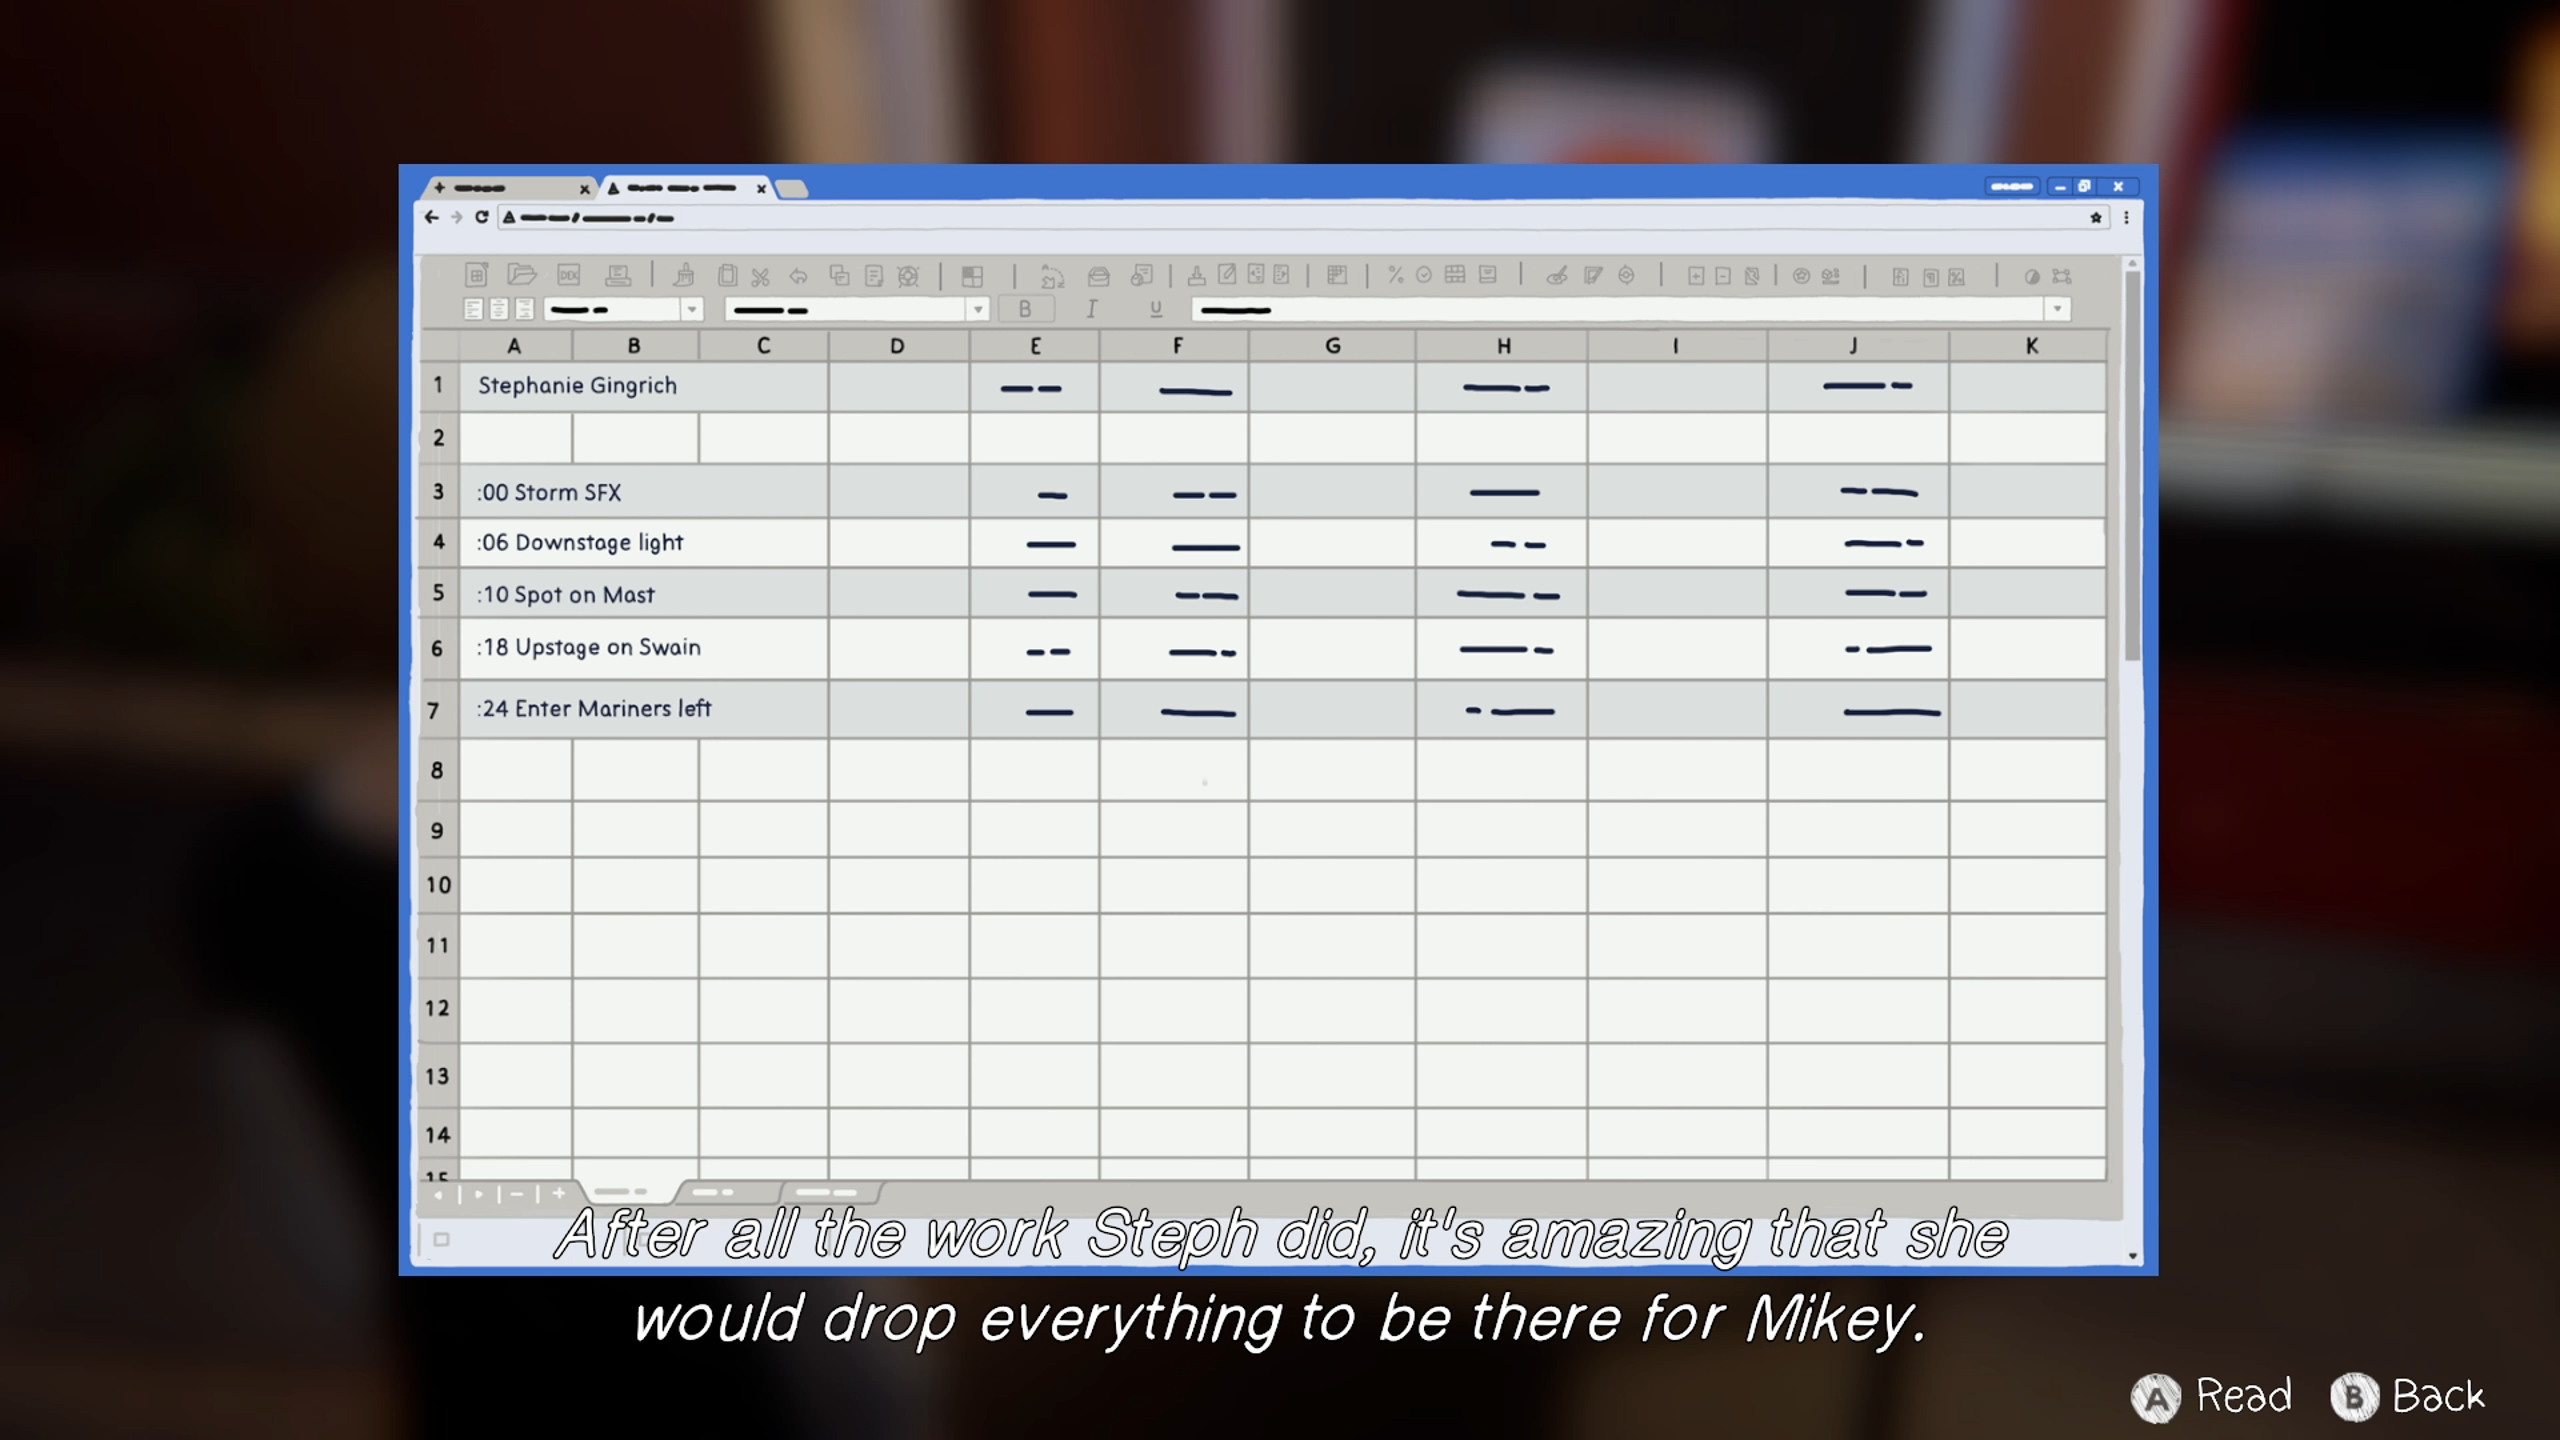 B I U
A B C D E F G H I J K
1 Stephanie Gingrich
2
3 :00 Storm SFX
4 :06 Downstage light
5 :10 Spot on Mast
6 :18 Upstage on Swain
7 :24 Enter Mariners left
8
9
10
11
12
13
14
15
After all the work Steph did, it's amazing that she
would drop everything to be there for Mikey.
A Read B Back